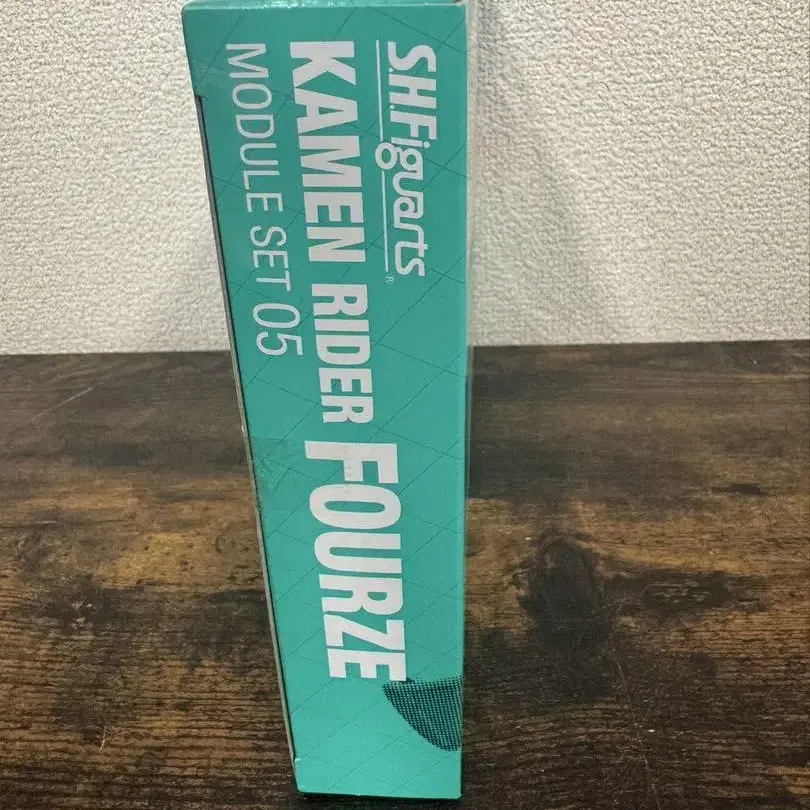 S.H.Figuarts®
KAMEN RIDER FOURZE
MODULE SET 05